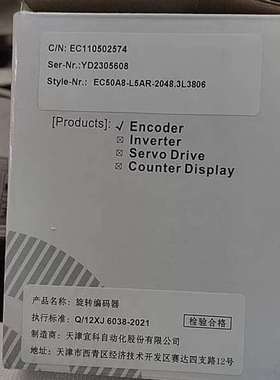 C/N: EC110502574
Ser-Nr.:YD2305608
Style-Nr.: EC50A8-L5AR-2048.3L3806
[Products]: √ Encoder
☒ Inverter
☒ Servo Drive
☒ Counter Display
产品名称: 旋转编码器
执行标准: Q/12XJ 6038-2021
检验合格
制造商: 天津宜科自动化股份有限公司
地址: 天津市西青区经济技术开发区赛达四支路12号